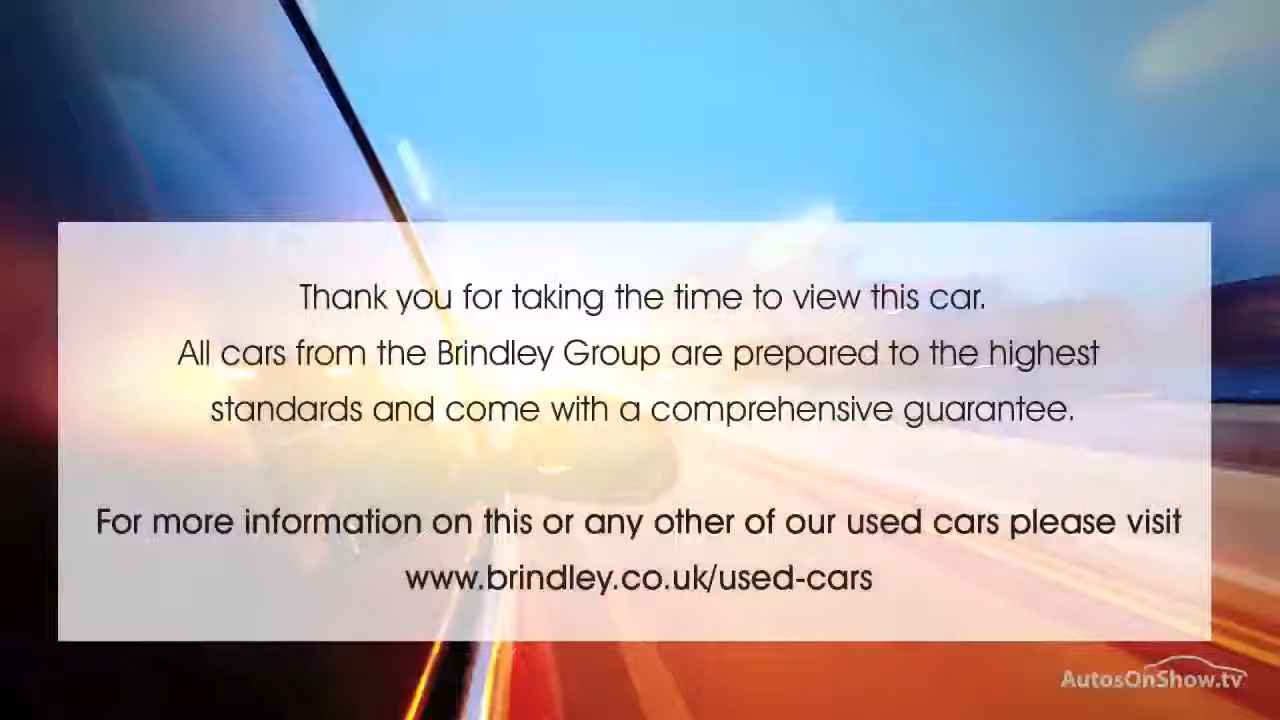 Thank you for taking the time to view this car.
All cars from the Brindley Group are prepared to the highest
standards and come with a comprehensive guarantee.
For more information on this or any other of our used cars please visit
www.brindley.co.uk/used-cars
AutosOnShow.tv